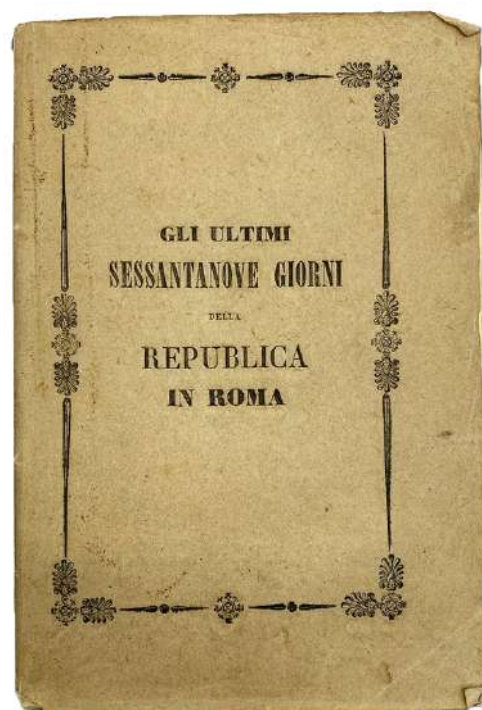 GLI ULTIMI
SESSANTANOVE GIORNI
DELLA
REPUBLICA
IN ROMA